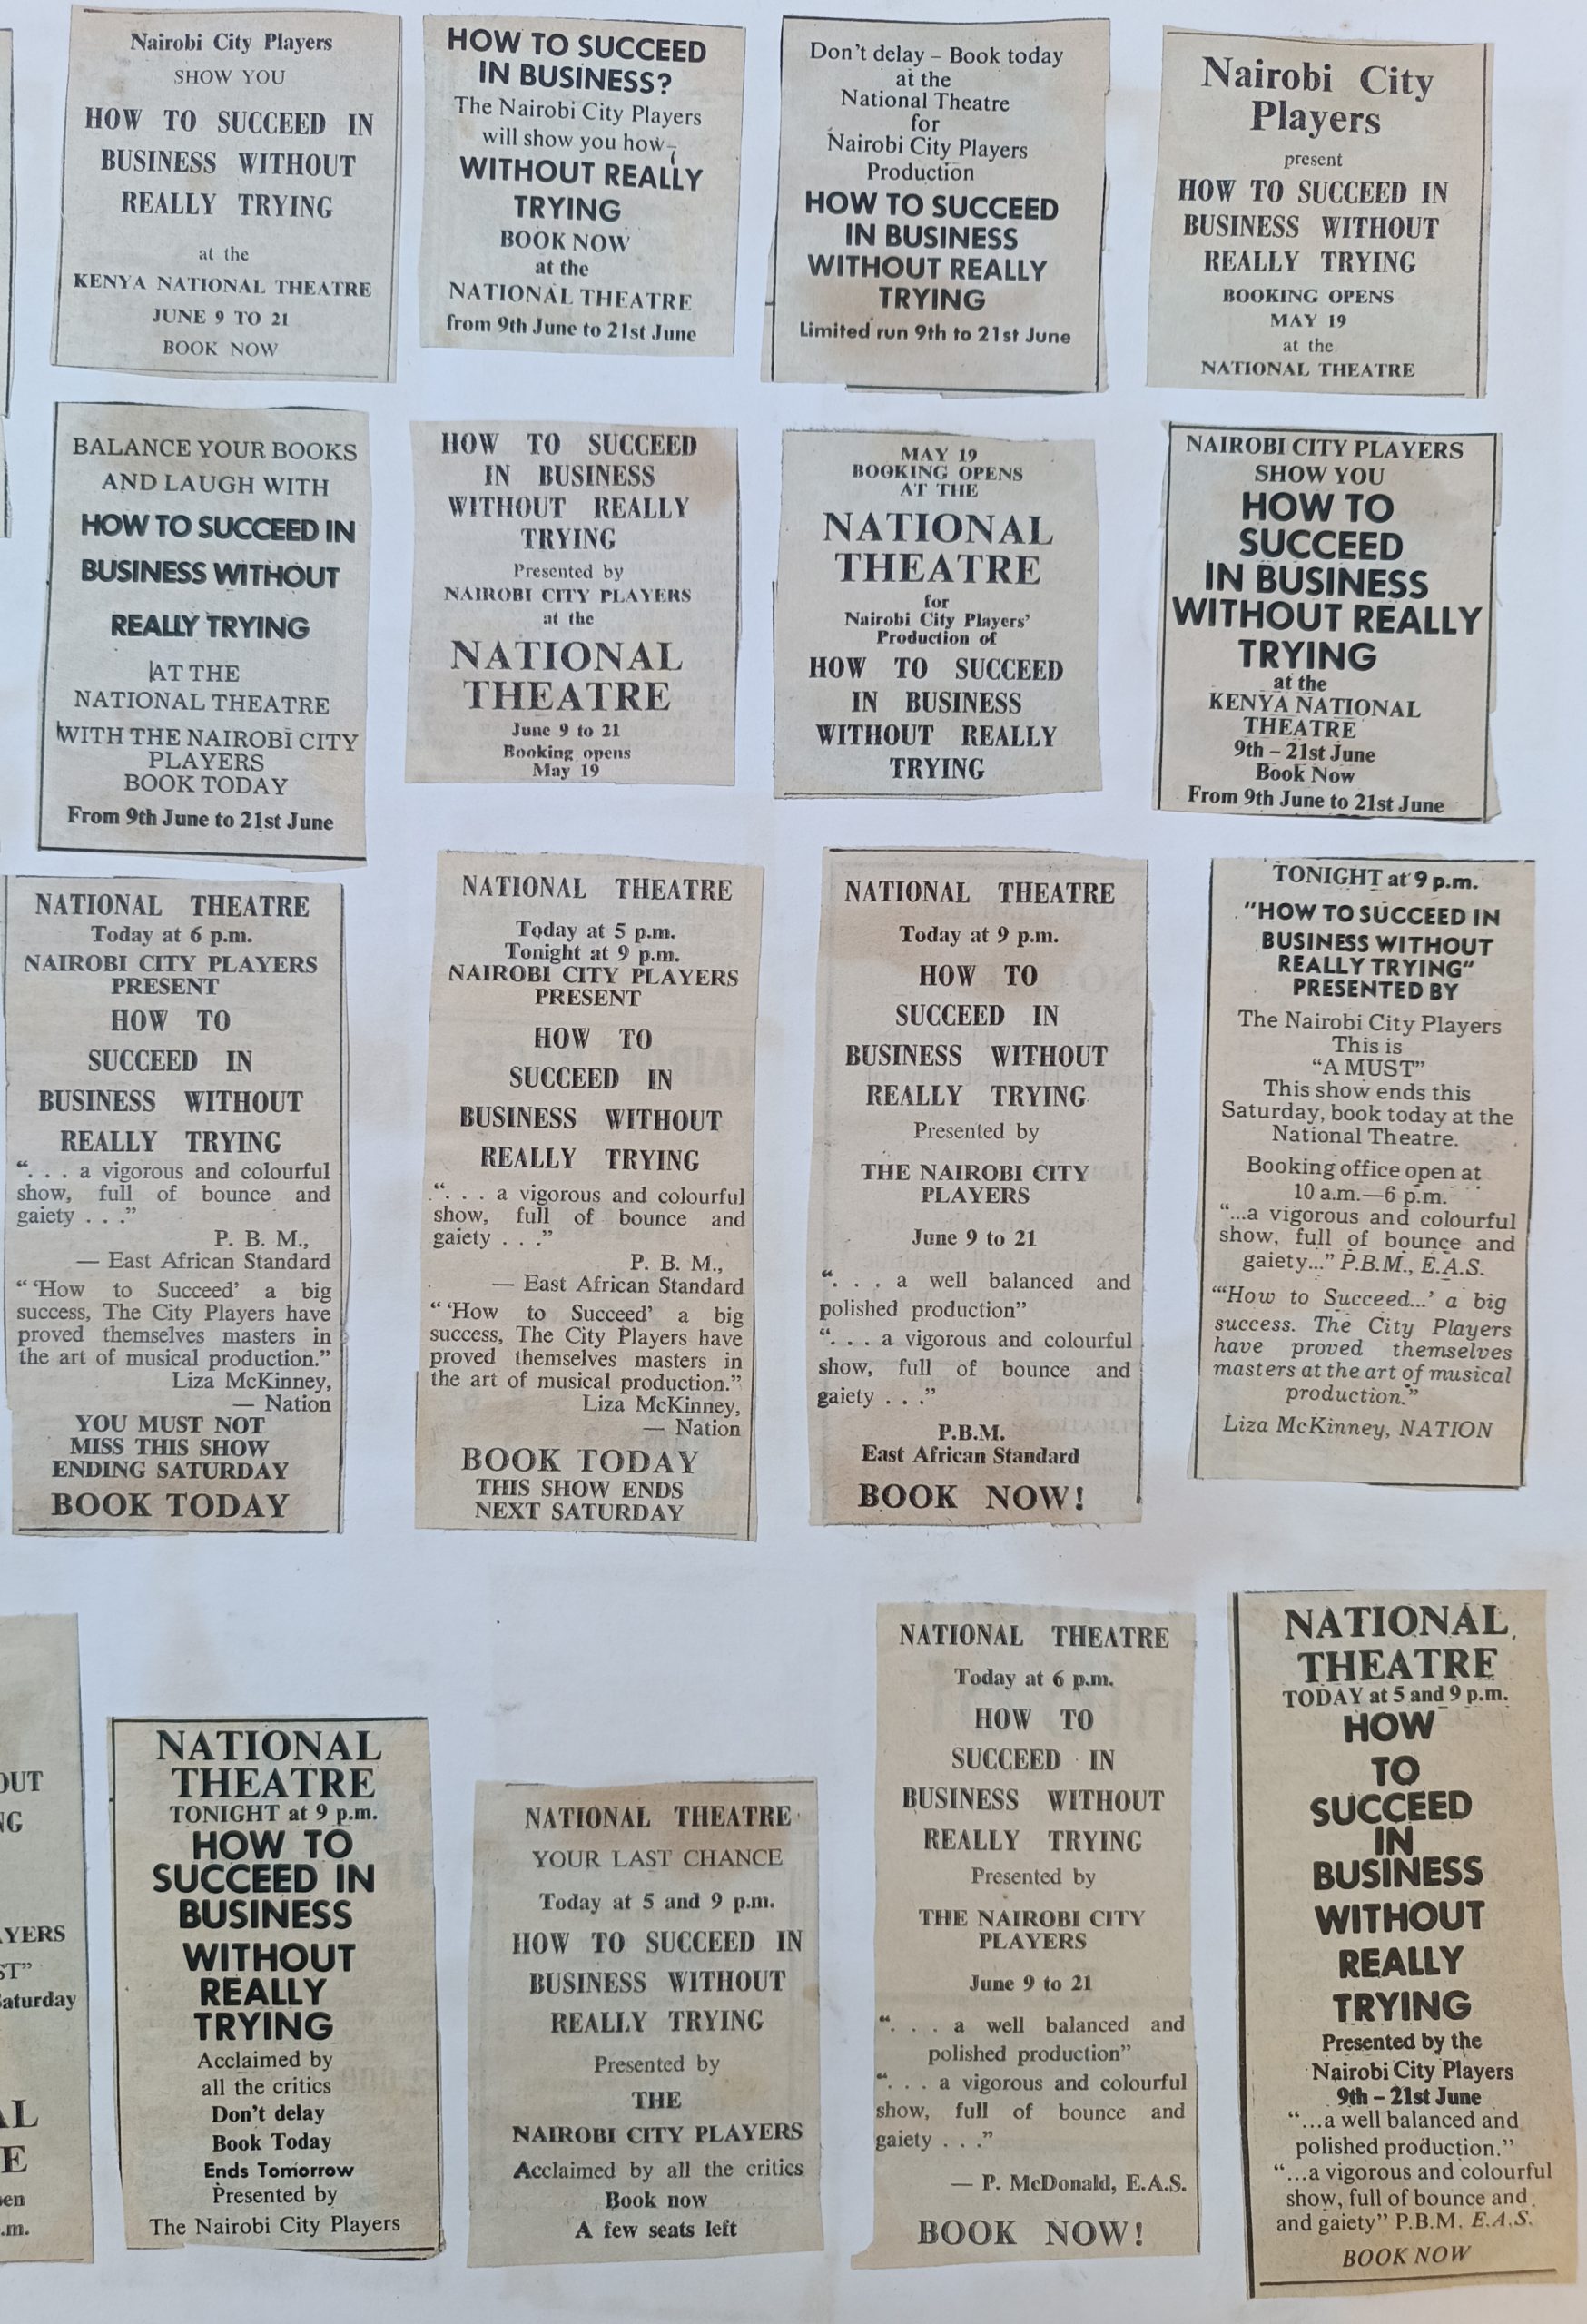 Nairobi City Players
SHOW YOU
HOW TO SUCCEED IN
BUSINESS WITHOUT
REALLY TRYING
at the
KENYA NATIONAL THEATRE
JUNE 9 TO 21
BOOK NOW
HOW TO SUCCEED
IN BUSINESS?
The Nairobi City Players
will show you how–
WITHOUT REALLY
TRYING
BOOK NOW
at the
NATIONAL THEATRE
from 9th June to 21st June
Don't delay – Book today
at the
National Theatre
for
Nairobi City Players
Production
HOW TO SUCCEED
IN BUSINESS
WITHOUT REALLY
TRYING
Limited run 9th to 21st June
Nairobi City
Players
present
HOW TO SUCCEED IN
BUSINESS WITHOUT
REALLY TRYING
BOOKING OPENS
MAY 19
at the
NATIONAL THEATRE
BALANCE YOUR BOOKS
AND LAUGH WITH
HOW TO SUCCEED IN
BUSINESS WITHOUT
REALLY TRYING
AT THE
NATIONAL THEATRE
WITH THE NAIROBI CITY
PLAYERS
BOOK TODAY
From 9th June to 21st June
HOW TO SUCCEED
IN BUSINESS
WITHOUT REALLY
TRYING
Presented by
NAIROBI CITY PLAYERS
at the
NATIONAL
THEATRE
June 9 to 21
Booking opens
May 19
MAY 19
BOOKING OPENS
AT THE
NATIONAL
THEATRE
for
Nairobi City Players'
Production of
HOW TO SUCCEED
IN BUSINESS
WITHOUT REALLY
TRYING
NAIROBI CITY PLAYERS
SHOW YOU
HOW TO
SUCCEED
IN BUSINESS
WITHOUT REALLY
TRYING
at the
KENYA NATIONAL
THEATRE
9th – 21st June
Book Now
From 9th June to 21st June
NATIONAL THEATRE
Today at 6 p.m.
NAIROBI CITY PLAYERS
PRESENT
HOW TO
SUCCEED IN
BUSINESS WITHOUT
REALLY TRYING
". . . a vigorous and colourful
show, full of bounce and
gaiety . . ."
P. B. M.,
— East African Standard
" 'How to Succeed' a big
success, The City Players have
proved themselves masters in
the art of musical production."
Liza McKinney,
— Nation
YOU MUST NOT
MISS THIS SHOW
ENDING SATURDAY
BOOK TODAY
NATIONAL THEATRE
Today at 5 p.m.
Tonight at 9 p.m.
NAIROBI CITY PLAYERS
PRESENT
HOW TO
SUCCEED IN
BUSINESS WITHOUT
REALLY TRYING
". . . a vigorous and colourful
show, full of bounce and
gaiety . . ."
P. B. M.,
— East African Standard
" 'How to Succeed' a big
success, The City Players have
proved themselves masters in
the art of musical production."
Liza McKinney,
— Nation
BOOK TODAY
THIS SHOW ENDS
NEXT SATURDAY
NATIONAL THEATRE
Today at 9 p.m.
HOW TO
SUCCEED IN
BUSINESS WITHOUT
REALLY TRYING
Presented by
THE NAIROBI CITY
PLAYERS
June 9 to 21
". . . a well balanced and
polished production"
". . . a vigorous and colourful
show, full of bounce and
gaiety . . ."
P.B.M.
East African Standard
BOOK NOW!
TONIGHT at 9 p.m.
"HOW TO SUCCEED IN
BUSINESS WITHOUT
REALLY TRYING"
PRESENTED BY
The Nairobi City Players
This is
"A MUST"
This show ends this
Saturday, book today at the
National Theatre.
Booking office open at
10 a.m.—6 p.m.
"...a vigorous and colourful
show, full of bounce and
gaiety..." P.B.M., E.A.S.
"'How to Succeed...' a big
success. The City Players
have proved themselves
masters at the art of musical
production."
Liza McKinney, NATION
OUT
NG
AYERS
ST"
Saturday
AL
E
pen
.m.
NATIONAL
THEATRE
TONIGHT at 9 p.m.
HOW TO
SUCCEED IN
BUSINESS
WITHOUT
REALLY
TRYING
Acclaimed by
all the critics
Don't delay
Book Today
Ends Tomorrow
Presented by
The Nairobi City Players
NATIONAL THEATRE
YOUR LAST CHANCE
Today at 5 and 9 p.m.
HOW TO SUCCEED IN
BUSINESS WITHOUT
REALLY TRYING
Presented by
THE
NAIROBI CITY PLAYERS
Acclaimed by all the critics
Book now
A few seats left
NATIONAL THEATRE
Today at 6 p.m.
HOW TO
SUCCEED IN
BUSINESS WITHOUT
REALLY TRYING
Presented by
THE NAIROBI CITY
PLAYERS
June 9 to 21
". . . a well balanced and
polished production"
". . . a vigorous and colourful
show, full of bounce and
gaiety . . ."
— P. McDonald, E.A.S.
BOOK NOW!
NATIONAL
THEATRE
TODAY at 5 and 9 p.m.
HOW
TO
SUCCEED
IN
BUSINESS
WITHOUT
REALLY
TRYING
Presented by the
Nairobi City Players
9th – 21st June
"...a well balanced and
polished production."
"...a vigorous and colourful
show, full of bounce and
and gaiety" P.B.M. E.A.S.
BOOK NOW